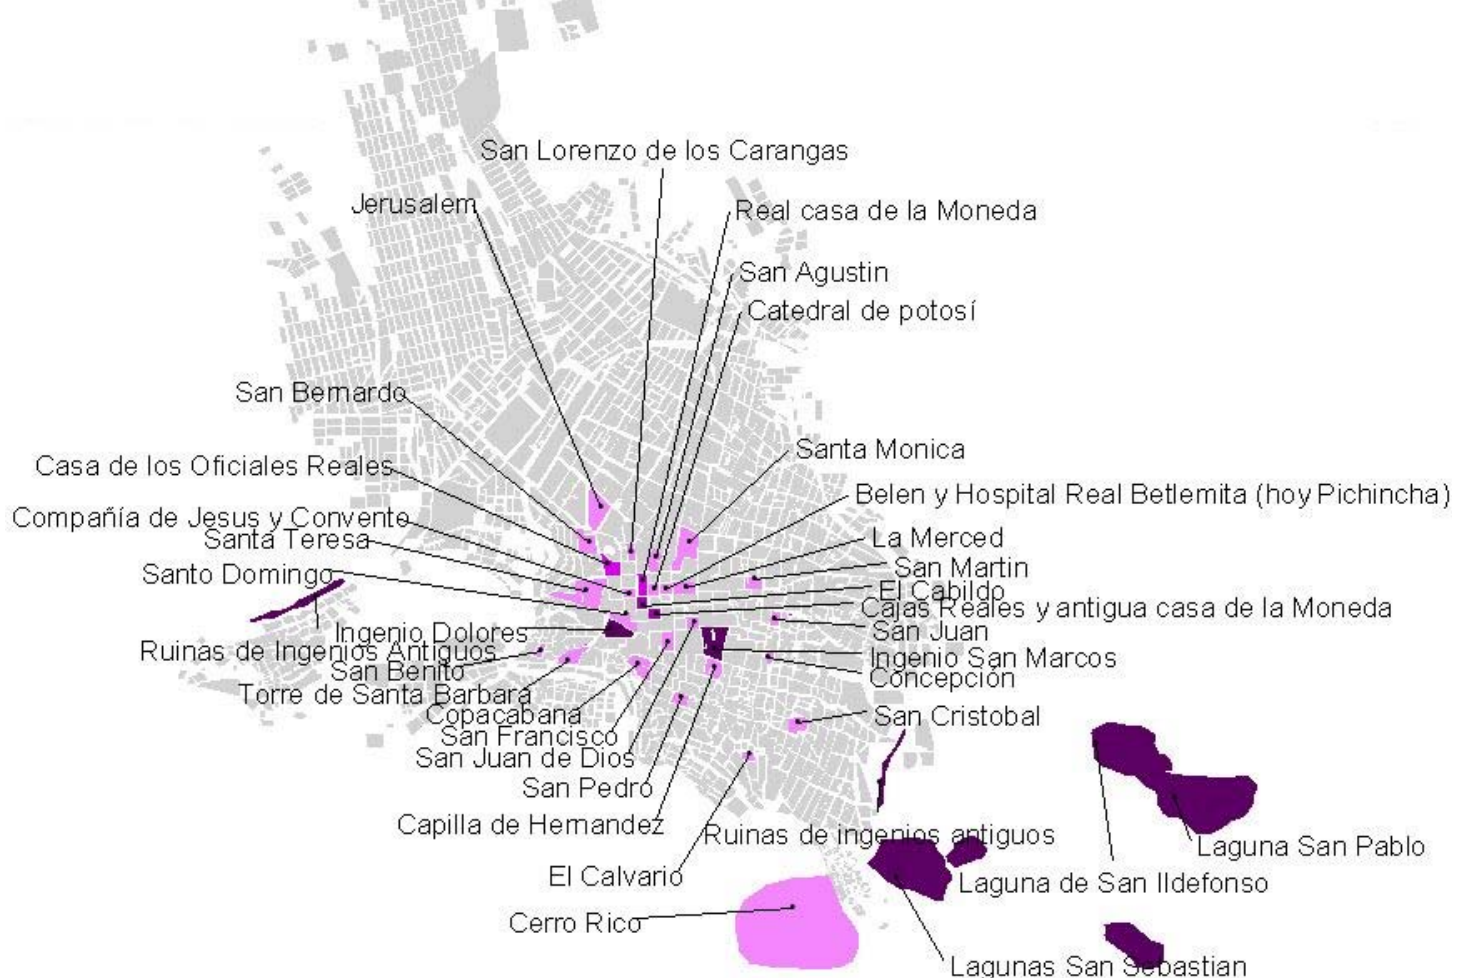 San Lorenzo de los Carangas
Jerusalem
Real casa de la Moneda
San Agustin
Catedral de potosí
San Bernardo
Santa Monica
Casa de los Oficiales Reales
Belen y Hospital Real Betlemita (hoy Pichincha)
Compañía de Jesus y Convento
La Merced
Santa Teresa
San Martin
Santo Domingo
El Cabildo
Cajas Reales y antigua casa de la Moneda
Ingenio Dolores
San Juan
Ruinas de Ingenios Antiguos
Ingenio San Marcos
San Benito
Concepción
Torre de Santa Barbara
Copacabana
San Cristobal
San Francisco
San Juan de Dios
San Pedro
Capilla de Hernandez
Ruinas de ingenios antiguos
Laguna San Pablo
El Calvario
Laguna de San Ildefonso
Cerro Rico
Lagunas San Sebastian